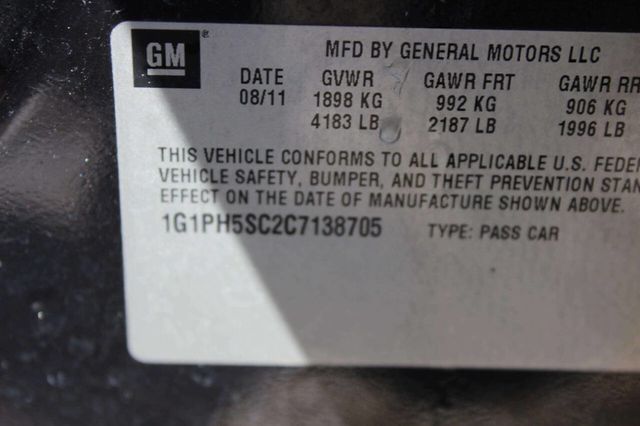 GM®
MFD BY GENERAL MOTORS LLC
DATE GVWR GAWR FRT GAWR RR
08/11 1898 KG 992 KG 906 KG
4183 LB 2187 LB 1996 LB
THIS VEHICLE CONFORMS TO ALL APPLICABLE U.S. FEDER
VEHICLE SAFETY, BUMPER, AND THEFT PREVENTION STAN
EFFECT ON THE DATE OF MANUFACTURE SHOWN ABOVE.
1G1PH5SC2C7138705 TYPE: PASS CAR